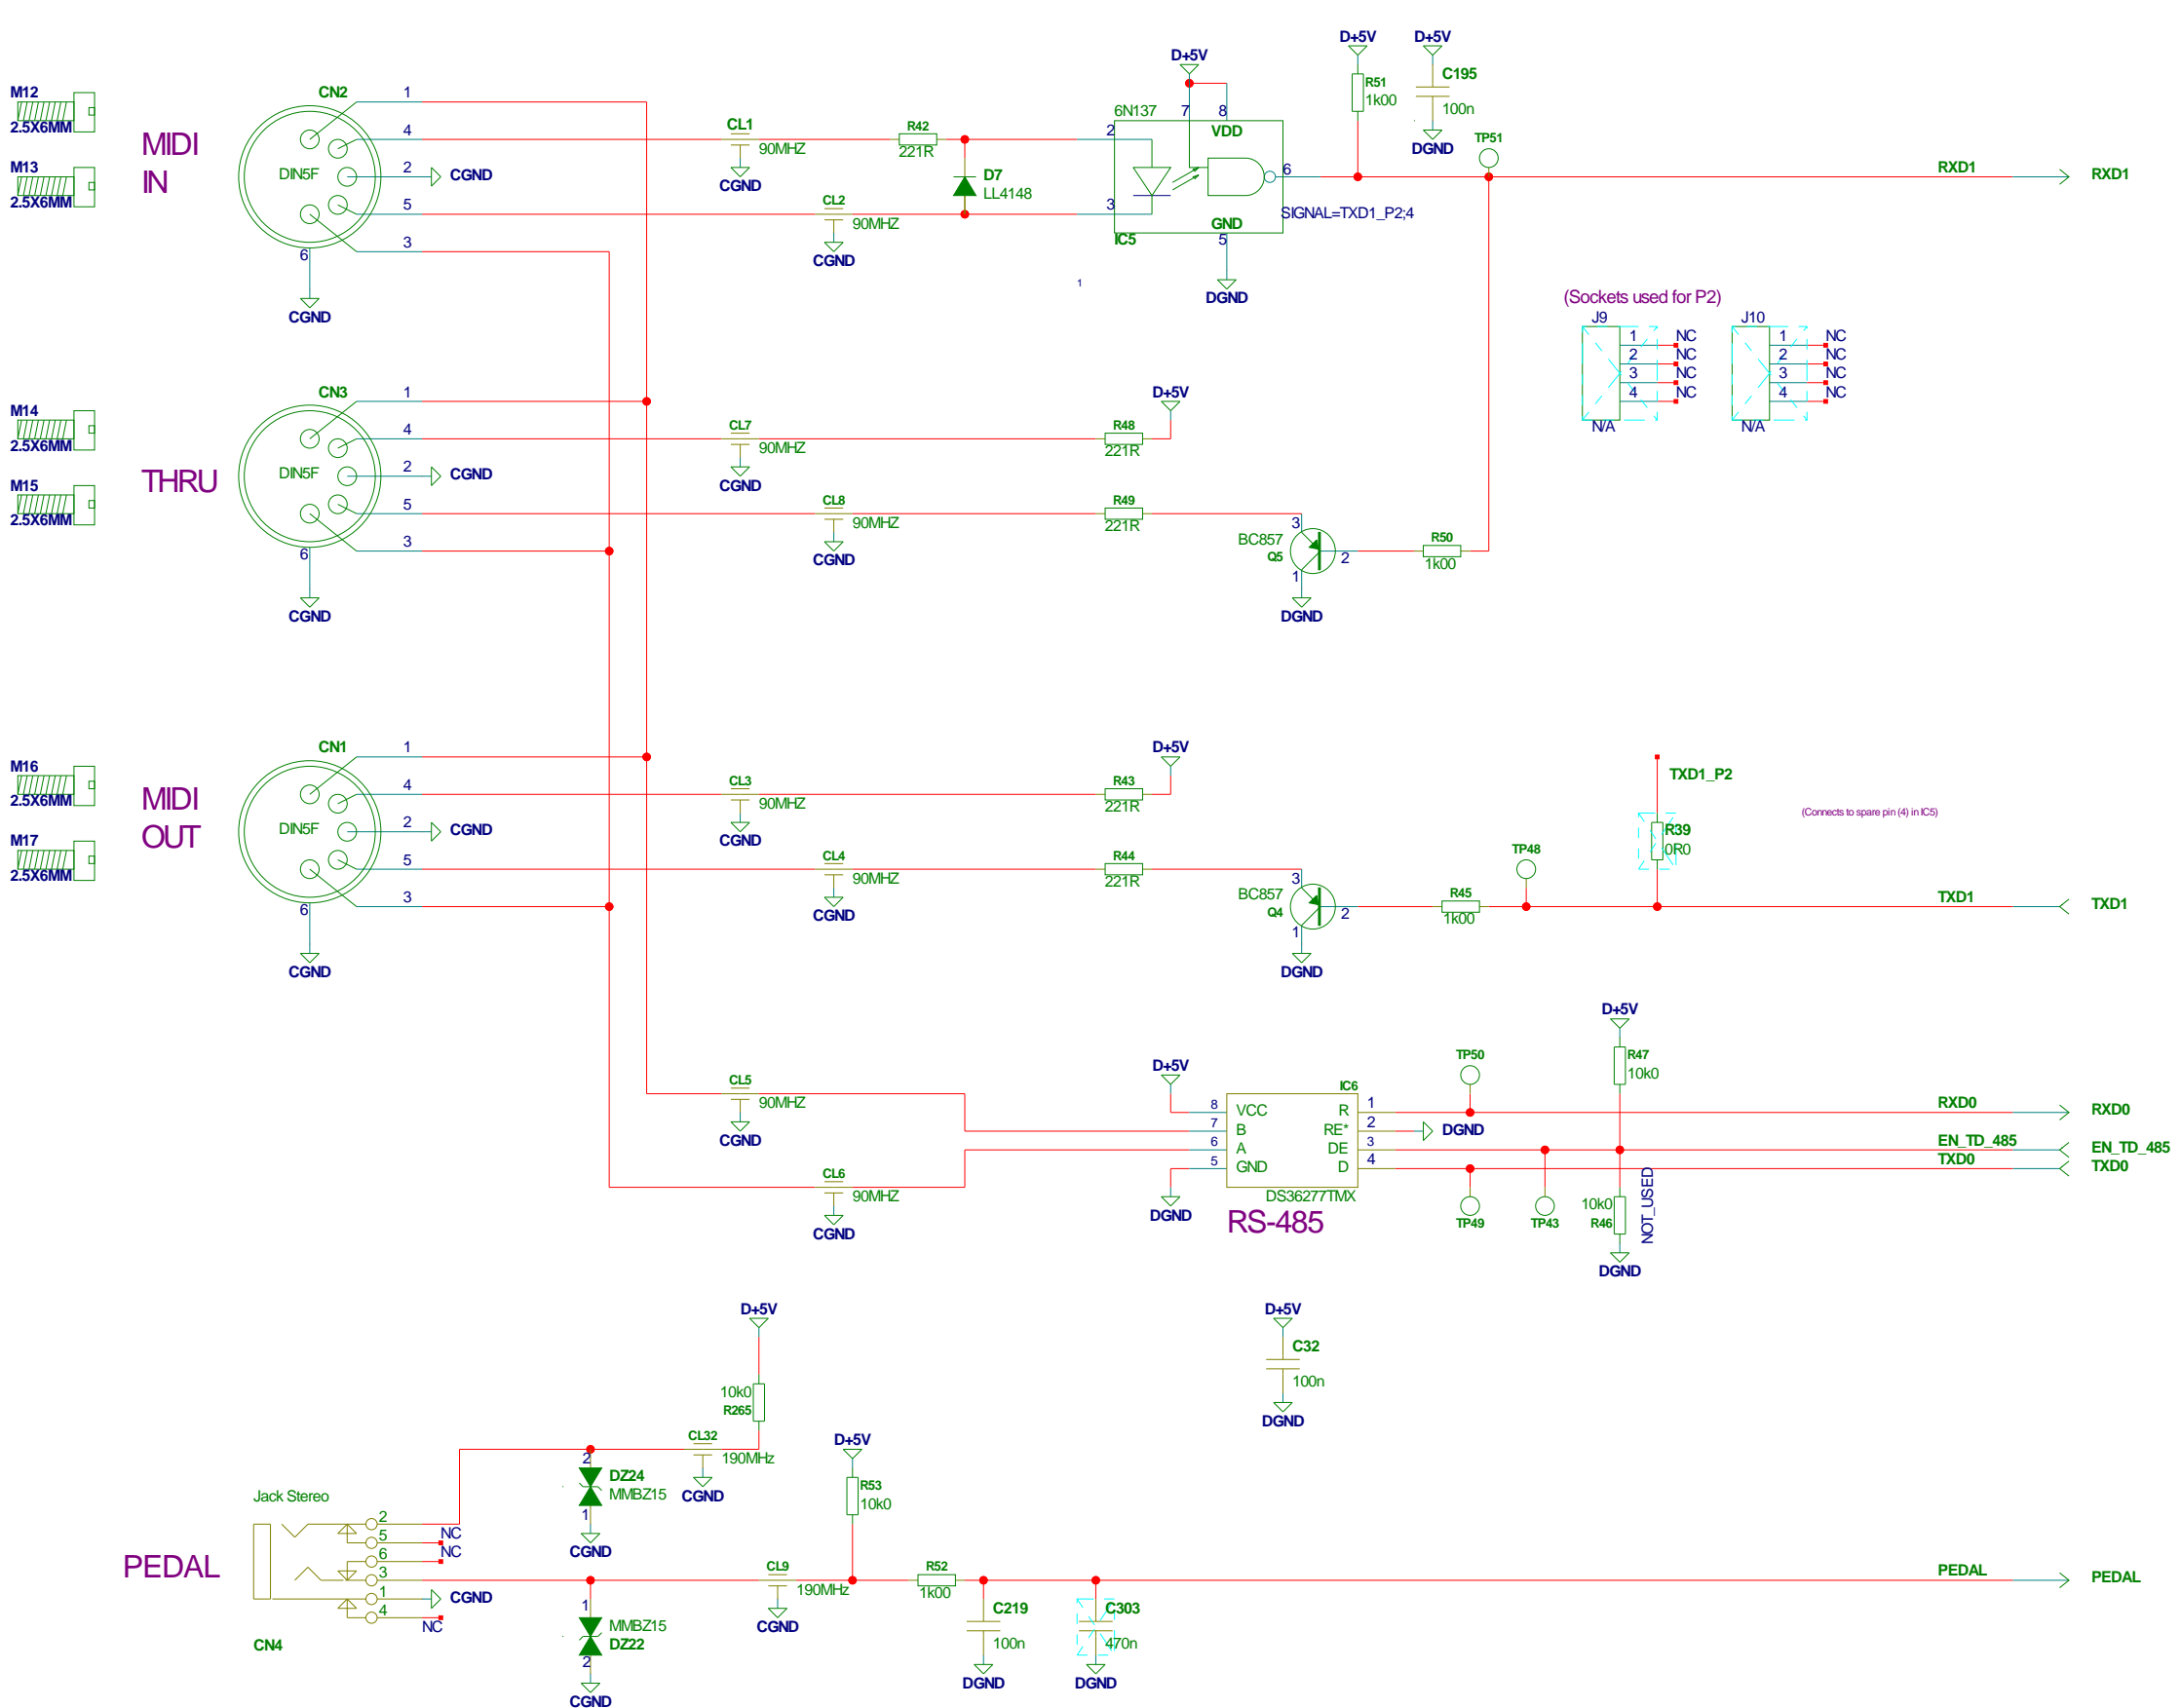 M12
2.5X6MM
M13
2.5X6MM
MIDI
IN
CN2
DIN5F
1
4
2
5
3
6
CGND
CGND
CL1
90MHZ
CGND
CL2
90MHZ
CGND
R42
221R
D7
LL4148
D+5V
6N137
7
8
VDD
2
3
6
GND
5
IC5
SIGNAL=TXD1_P2;4
DGND
1
D+5V
R51
1k00
D+5V
C195
100n
DGND
TP51
RXD1
RXD1
(Sockets used for P2)
J9
1
NC
2
NC
3
NC
4
NC
N/A
J10
1
NC
2
NC
3
NC
4
NC
N/A
M14
2.5X6MM
M15
2.5X6MM
THRU
CN3
DIN5F
1
4
2
5
3
6
CGND
CGND
CL7
90MHZ
CGND
CL8
90MHZ
CGND
D+5V
R48
221R
R49
221R
BC857
Q5
3
2
1
DGND
R50
1k00
M16
2.5X6MM
M17
2.5X6MM
MIDI
OUT
CN1
DIN5F
1
4
2
5
3
6
CGND
CGND
CL3
90MHZ
CGND
CL4
90MHZ
CGND
D+5V
R43
221R
R44
221R
BC857
Q4
3
2
1
DGND
R45
1k00
TP48
TXD1_P2
R39
0R0
(Connects to spare pin (4) in IC5)
TXD1
TXD1
CL5
90MHZ
CGND
CL6
90MHZ
CGND
D+5V
DGND
IC6
8
VCC
R
1
7
B
RE*
2
6
A
DE
3
5
GND
D
4
DS36277TMX
RS-485
DGND
TP50
TP49
TP43
D+5V
R47
10k0
10k0
R46
NOT_USED
DGND
RXD0
RXD0
EN_TD_485
EN_TD_485
TXD0
TXD0
D+5V
C32
100n
DGND
PEDAL
Jack Stereo
CN4
2
5
NC
6
NC
3
1
CGND
4
NC
D+5V
10k0
R265
CL32
190MHz
CGND
2
DZ24
MMBZ15
1
CGND
1
MMBZ15
DZ22
2
CGND
CL9
190MHz
CGND
D+5V
R53
10k0
R52
1k00
C219
100n
DGND
C303
470n
DGND
PEDAL
PEDAL